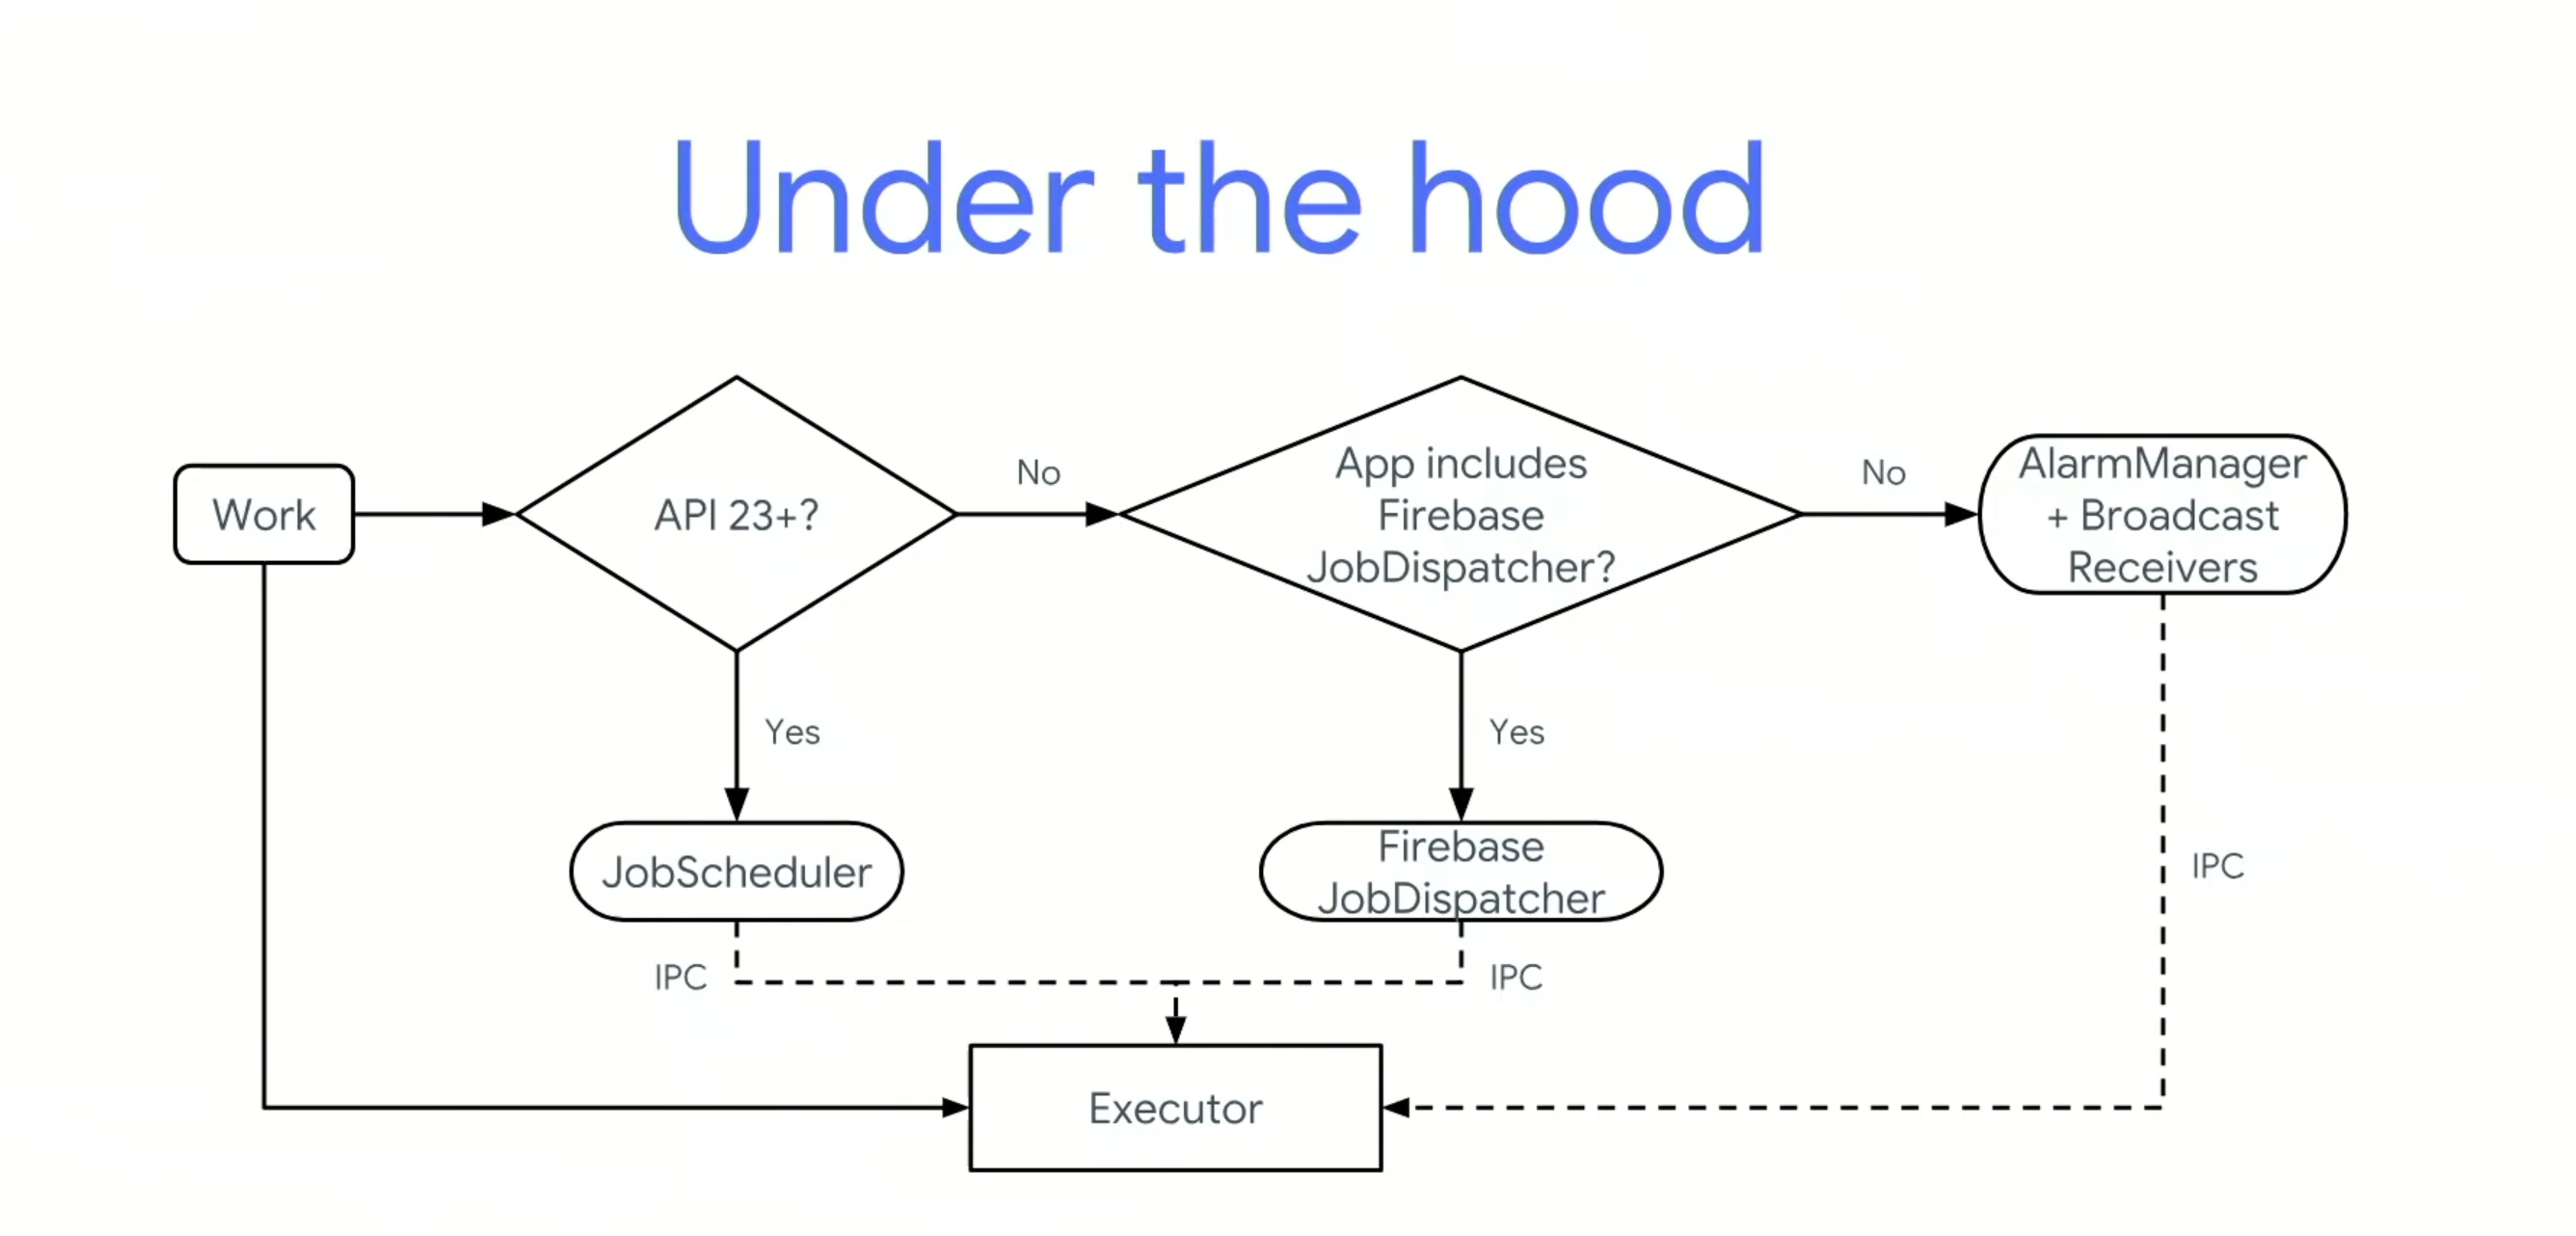 Under the hood
Work
API 23+?
No
App includes
Firebase
JobDispatcher?
No
AlarmManager
+ Broadcast
Receivers
Yes
Yes
JobScheduler
Firebase
JobDispatcher
IPC
IPC
IPC
Executor